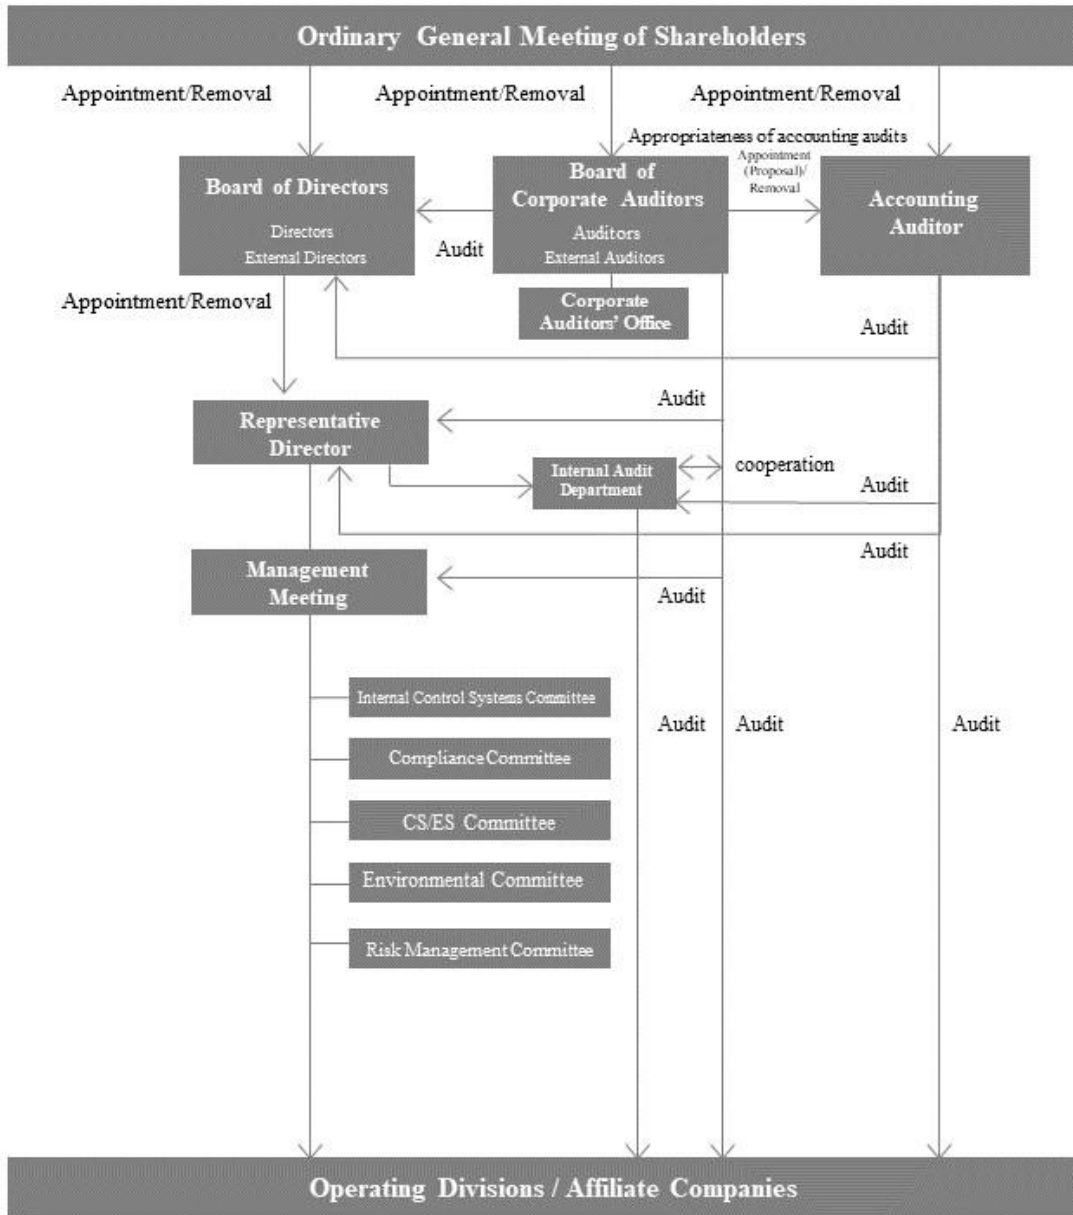 Ordinary General Meeting of Shareholders
Appointment/Removal
Appointment/Removal
Appointment/Removal
Appropriateness of accounting audits
Appointment
(Proposal)/
Removal
Board of Directors
Directors
External Directors
Board of
Corporate Auditors
Auditors
External Auditors
Accounting
Auditor
Audit
Corporate
Auditors' Office
Appointment/Removal
Audit
Audit
Representative
Director
Internal Audit
Department
cooperation
Audit
Audit
Management
Meeting
Audit
Internal Control Systems Committee
Compliance Committee
CS/ES Committee
Environmental Committee
Risk Management Committee
Audit
Audit
Audit
Operating Divisions / Affiliate Companies